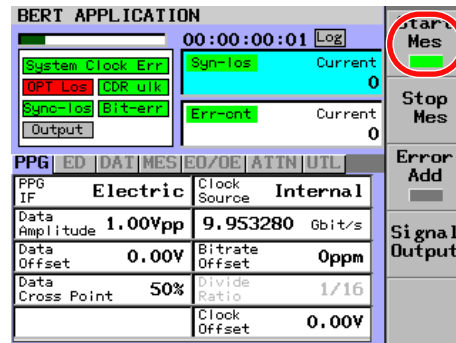 BERT APPLICATION
00:00:00:01 Log
System Clock Err
OPT Los CDR ulk
Sync-los Bit-err
Output
Syn-los Current
0
Err-cnt Current
0
PPG ED DAT MES EO/OE ATTN UTL
PPG IF Electric
Clock Source Internal
Data Amplitude 1.00Vpp
9.953280 Gbit/s
Data Offset 0.00V
Bitrate Offset 0ppm
Data Cross Point 50%
Divide Ratio 1/16
Clock Offset 0.00V
Start
Mes
Stop
Mes
Error
Add
Signal
Output